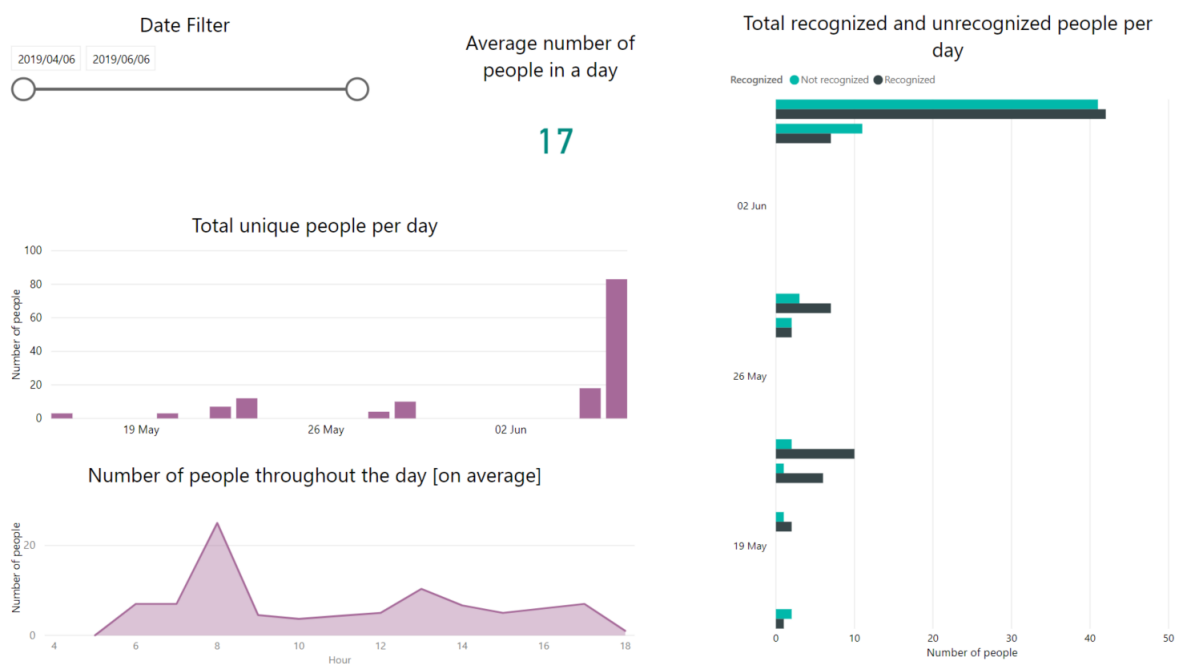 Date Filter
2019/04/06 2019/06/06
Average number of
people in a day
17
Total unique people per day
Number of people
100
80
60
40
20
0
19 May 26 May 02 Jun
Number of people throughout the day [on average]
Number of people
20
0
4 6 8 10 12 14 16 18
Hour
Total recognized and unrecognized people per
day
Recognized Not recognized Recognized
02 Jun
26 May
19 May
0 10 20 30 40 50
Number of people